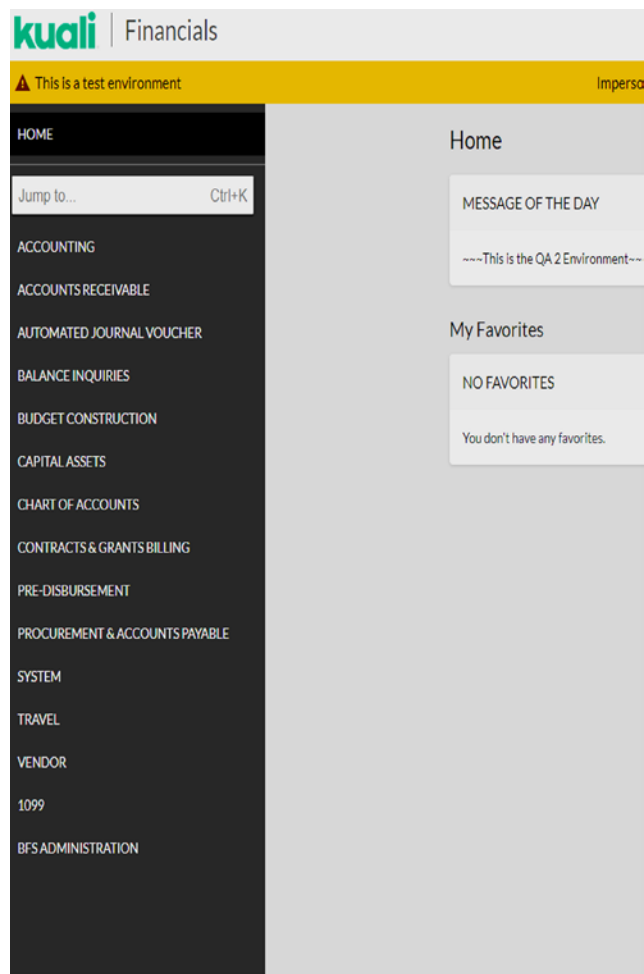 kuali Financials
This is a test environment
HOME
Jump to... Ctrl+K
ACCOUNTING
ACCOUNTS RECEIVABLE
AUTOMATED JOURNAL VOUCHER
BALANCE INQUIRIES
BUDGET CONSTRUCTION
CAPITAL ASSETS
CHART OF ACCOUNTS
CONTRACTS & GRANTS BILLING
PRE-DISBURSEMENT
PROCUREMENT & ACCOUNTS PAYABLE
SYSTEM
TRAVEL
VENDOR
1099
BFS ADMINISTRATION
Home
MESSAGE OF THE DAY
~~~This is the QA 2 Environment~~
My Favorites
NO FAVORITES
You don't have any favorites.